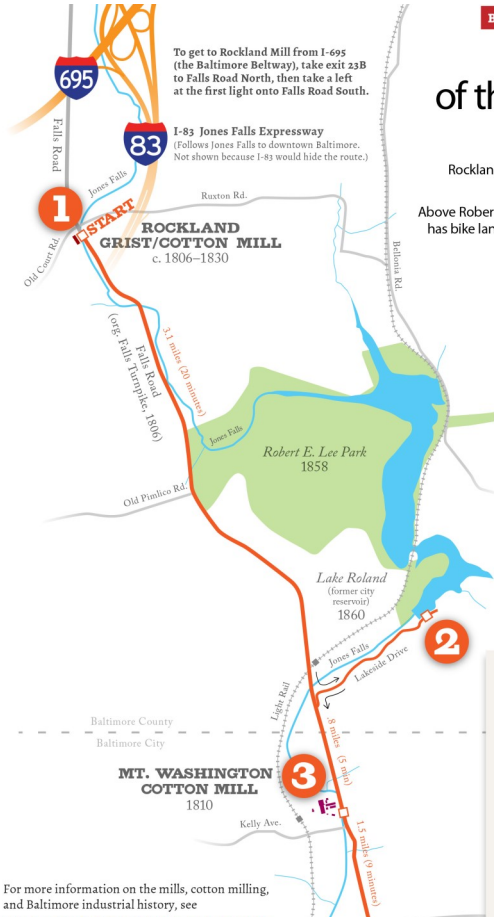 B
To get to Rockland Mill from I-695
(the Baltimore Beltway), take exit 23B
to Falls Road North, then take a left
at the first light onto Falls Road South.
695
of th
Falls Road
83
I-83 Jones Falls Expressway
(Follows Jones Falls to downtown Baltimore.
Not shown because I-83 would hide the route.)
Rocklan
Jones Falls
Ruxton Rd.
1
START
Above Rober
has bike lan
ROCKLAND
GRIST/COTTON MILL
c. 1806–1830
Old Court Rd.
Bellonia Rd.
Falls Road
(org. Falls Turnpike, 1806)
3.1 miles (20 minutes)
Jones Falls
Robert E. Lee Park
1858
Old Pimlico Rd.
Lake Roland
(former city
reservoir)
1860
2
Jones Falls
Lakeside Drive
Light Rail
Baltimore County
Baltimore City
.8 miles (5 min)
3
MT. WASHINGTON
COTTON MILL
1810
Kelly Ave.
1.5 miles (9 minutes)
For more information on the mills, cotton milling,
and Baltimore industrial history, see